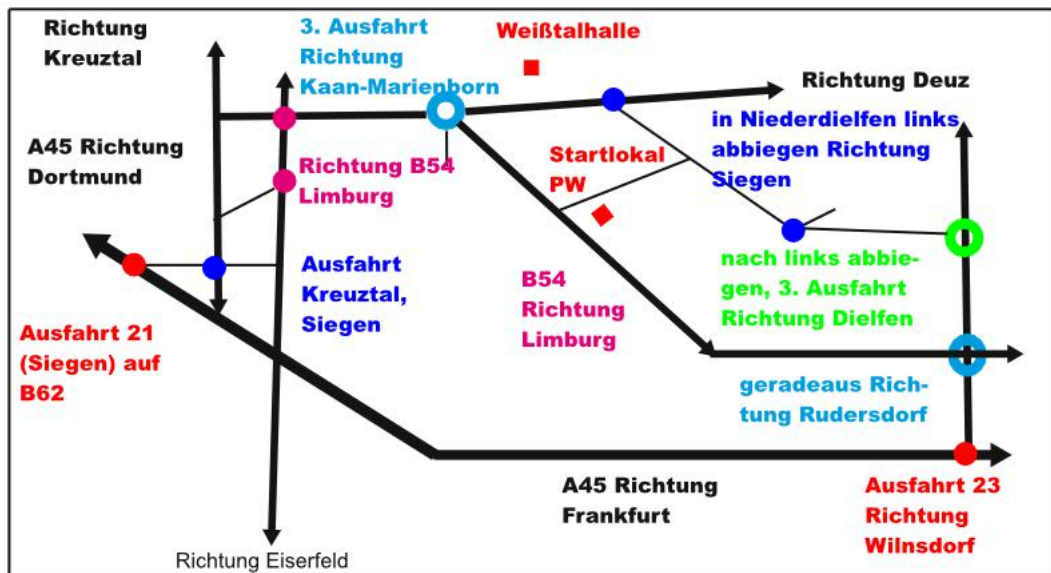 Richtung
Kreuztal
3. Ausfahrt
Richtung
Kaan-Marienborn
Weißtalhalle
Richtung Deuz
A45 Richtung
Dortmund
Richtung B54
Limburg
Startlokal
PW
in Niederdielfen links
abbiegen Richtung
Siegen
Ausfahrt
Kreuztal,
Siegen
B54
Richtung
Limburg
nach links abbie-
gen, 3. Ausfahrt
Richtung Dielfen
Ausfahrt 21
(Siegen) auf
B62
geradeaus Rich-
tung Rudersdorf
A45 Richtung
Frankfurt
Ausfahrt 23
Richtung
Wilnsdorf
Richtung Eiserfeld